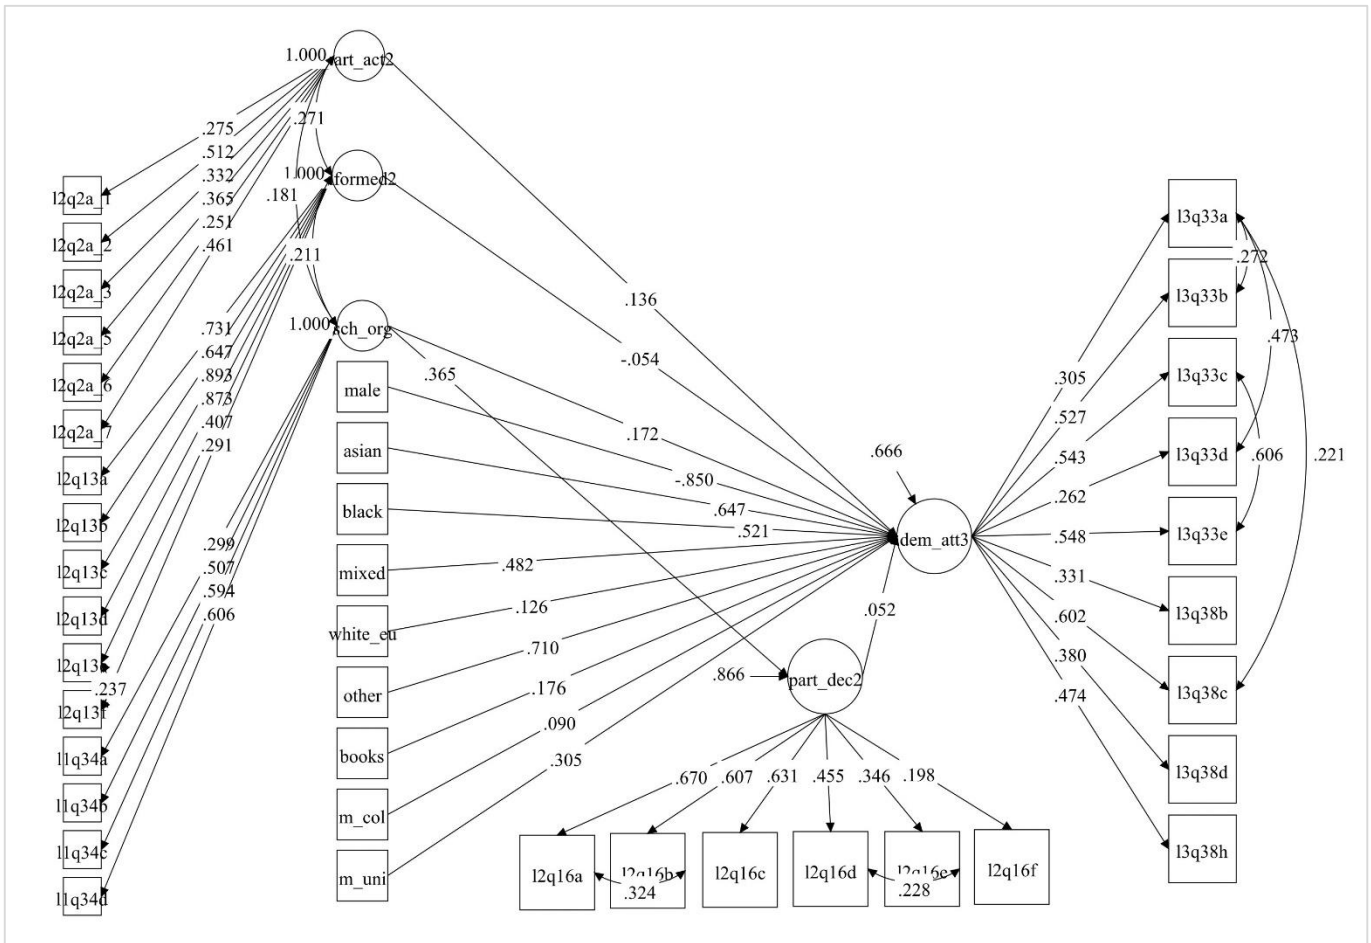 1.000
art_act2
.275
.512
.332
.365
.251
.461
.271
1.000
formed2
.181
.211
l2q2a_1
l2q2a_2
l2q2a_3
l2q2a_5
l2q2a_6
l2q2a_7
l2q13a
l2q13b
l2q13c
l2q13d
l2q13e
.237
l2q13f
l1q34a
l1q34b
l1q34c
l1q34d
.731
.647
.893
.873
.407
.291
.299
.507
.594
.606
1.000
sch_org
male
asian
black
mixed
white_eu
other
books
m_col
m_uni
.136
-.054
.365
.172
-.850
.647
.521
.482
.126
.710
.176
.090
.305
.666
dem_att3
.052
.866
part_dec2
.670
.607
.631
.455
.346
.198
l2q16a
l2q16b
l2q16c
l2q16d
l2q16e
l2q16f
.324
.228
.305
.527
.543
.262
.548
.331
.602
.380
.474
l3q33a
l3q33b
l3q33c
l3q33d
l3q33e
l3q38b
l3q38c
l3q38d
l3q38h
.272
.473
.606
.221